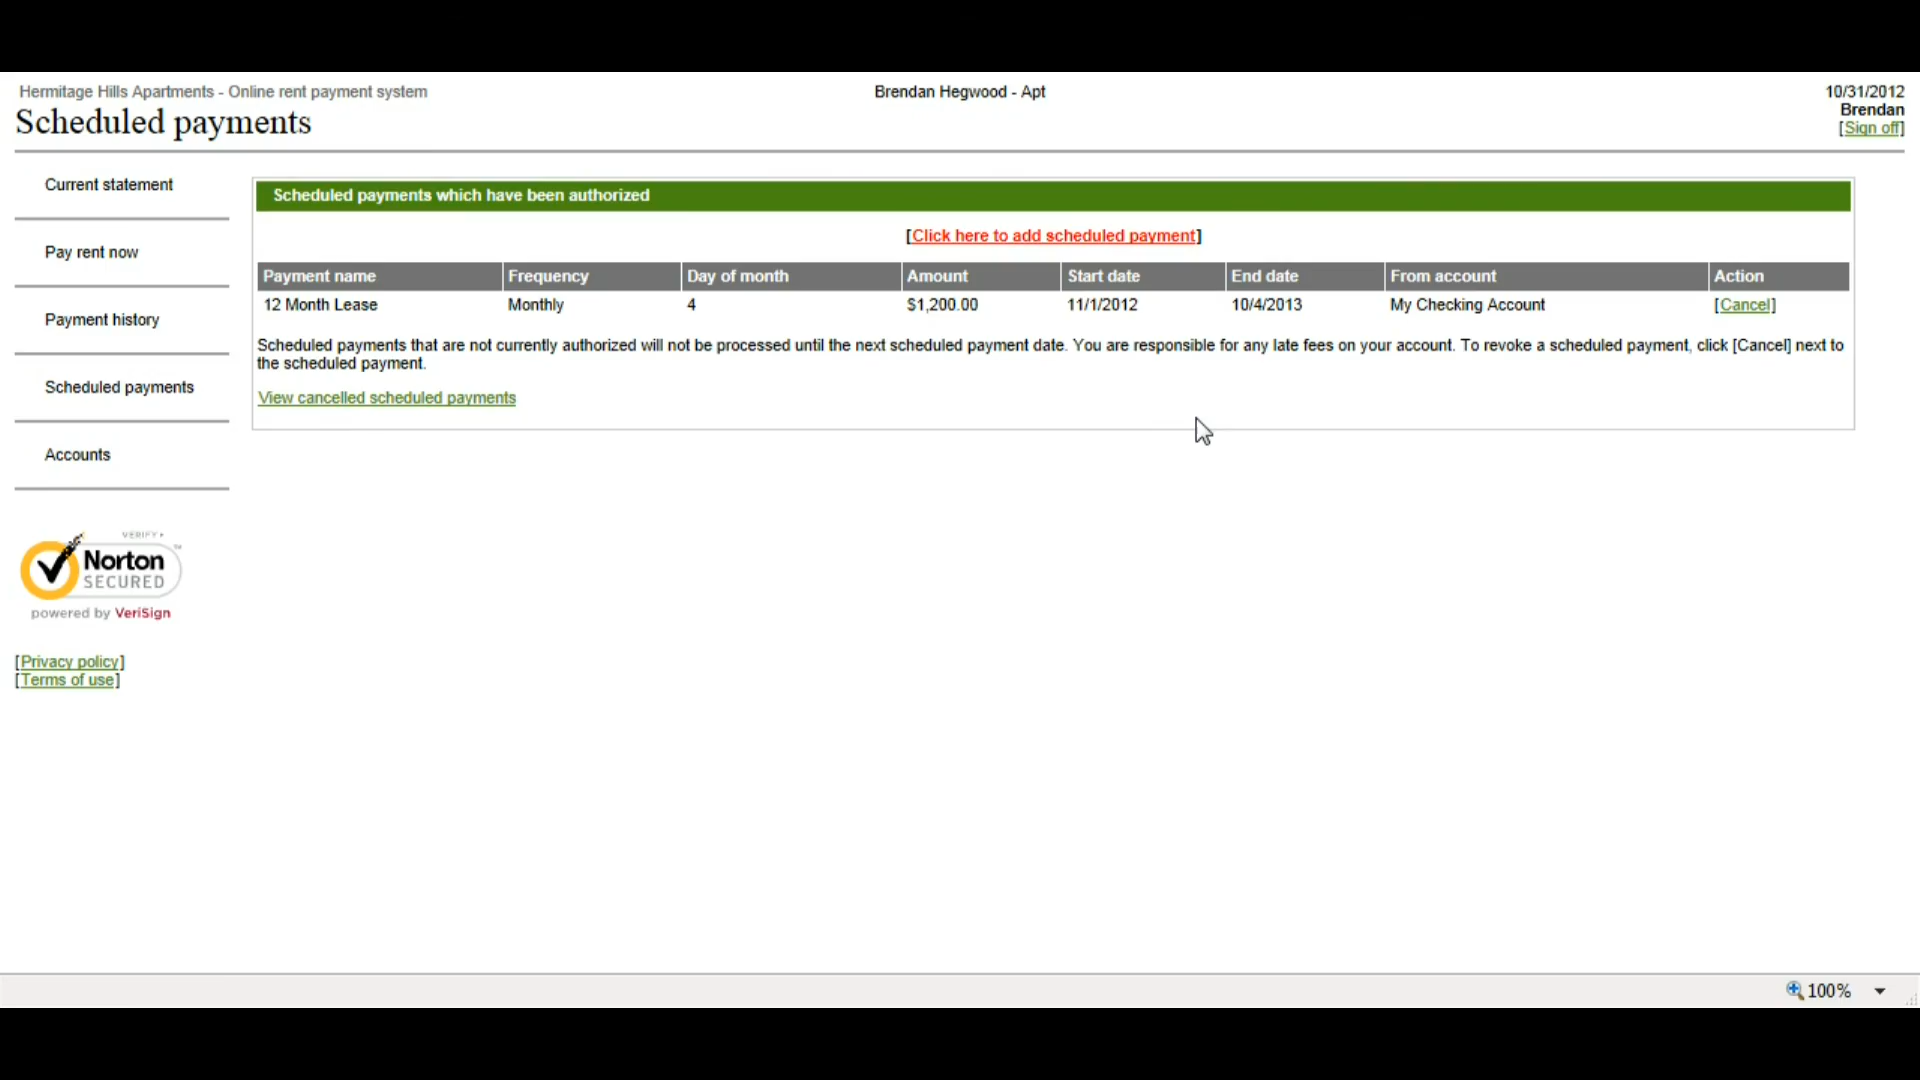 Hermitage Hills Apartments - Online rent payment system
Brendan Hegwood - Apt
10/31/2012
Scheduled payments
Brendan
[Sign off]
Current statement
Pay rent now
Payment history
Scheduled payments
Accounts
VERIFY
Norton
SECURED
powered by VeriSign
[Privacy policy]
[Terms of use]
Scheduled payments which have been authorized
[Click here to add scheduled payment]
Payment name Frequency Day of month Amount Start date End date From account Action
12 Month Lease Monthly 4 $1,200.00 11/1/2012 10/4/2013 My Checking Account [Cancel]
Scheduled payments that are not currently authorized will not be processed until the next scheduled payment date. You are responsible for any late fees on your account. To revoke a scheduled payment, click [Cancel] next to
the scheduled payment.
View cancelled scheduled payments
100%